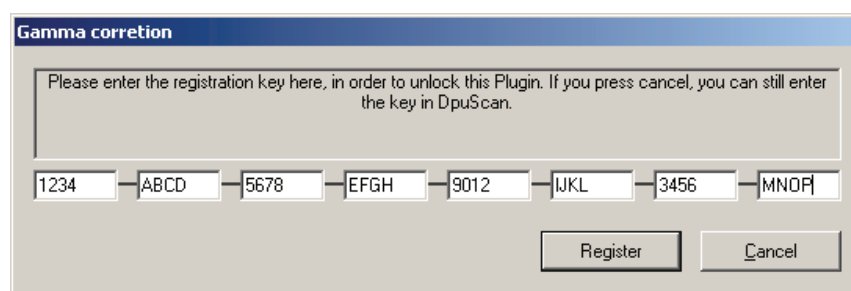 Gamma corretion
Please enter the registration key here, in order to unlock this Plugin. If you press cancel, you can still enter
the key in DpuScan.
1234 ABCD 5678 EFGH 9012 IJKL 3456 MNOP
Register Cancel